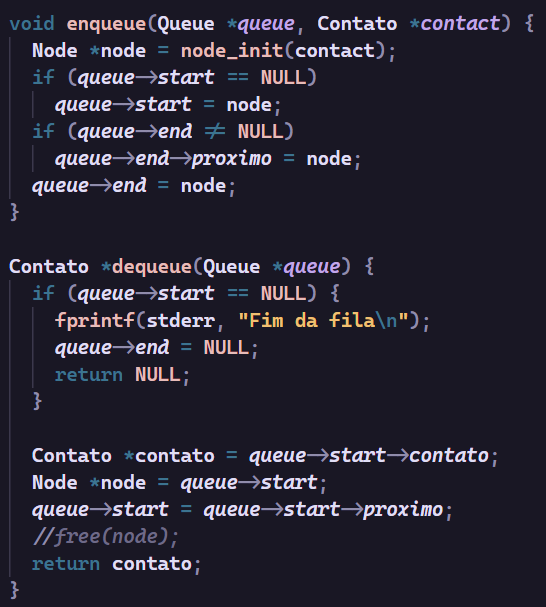 void enqueue(Queue *queue, Contato *contact) {
  Node *node = node_init(contact);
  if (queue->start == NULL)
    queue->start = node;
  if (queue->end != NULL)
    queue->end->proximo = node;
  queue->end = node;
}

Contato *dequeue(Queue *queue) {
  if (queue->start == NULL) {
    fprintf(stderr, "Fim da fila\n");
    queue->end = NULL;
    return NULL;
  }

  Contato *contato = queue->start->contato;
  Node *node = queue->start;
  queue->start = queue->start->proximo;
  //free(node);
  return contato;
}